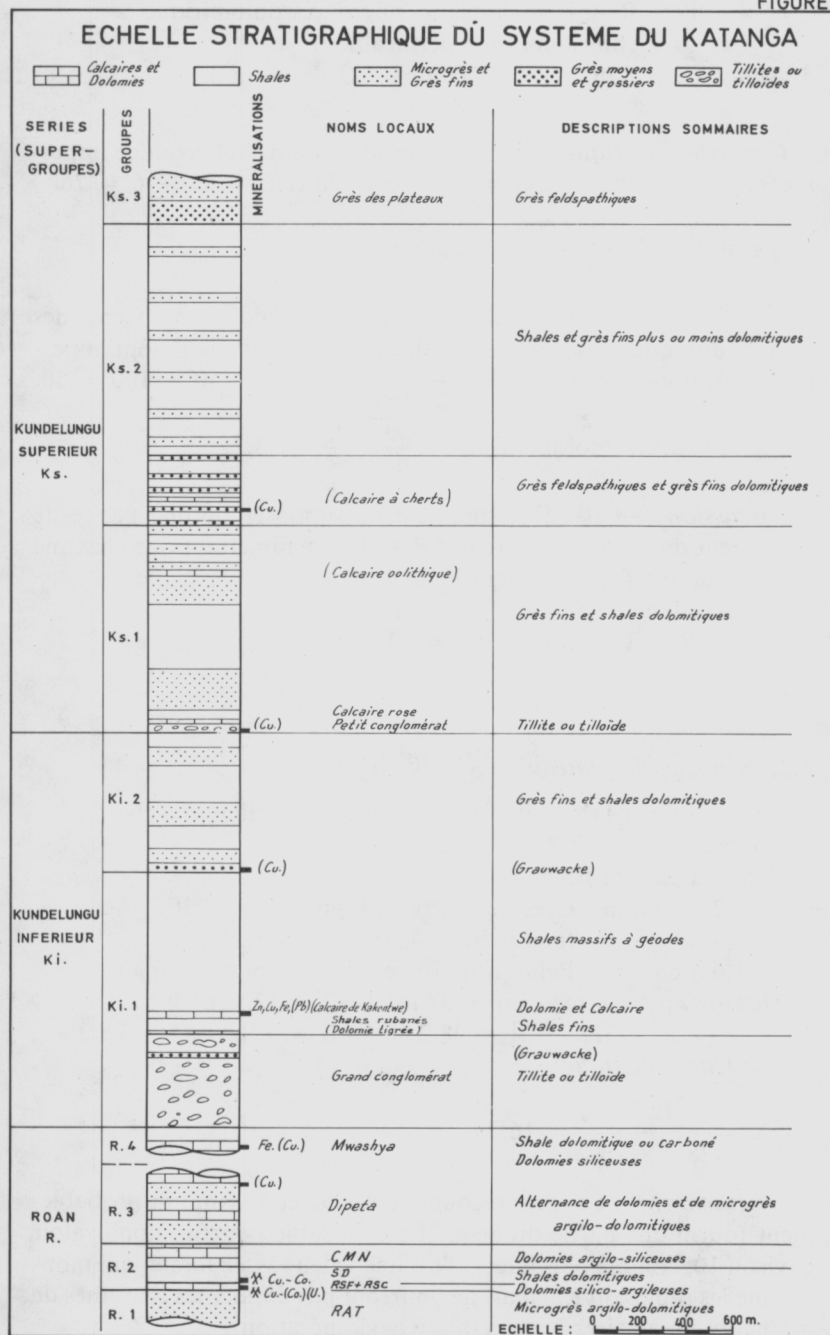 FIGURE
ECHELLE STRATIGRAPHIQUE DÛ SYSTEME DU KATANGA
Calcaires et Dolomies
Shales
Microgrès et Grès fins
Grès moyens et grossiers
Tillites ou tilloïdes
SERIES (SUPER-GROUPES)
GROUPES
MINERALISATIONS
NOMS LOCAUX
DESCRIPTIONS SOMMAIRES
Ks.3
Grès des plateaux
Grès feldspathiques
Ks.2
Shales et grès fins plus ou moins dolomitiques
KUNDELUNGU
SUPERIEUR
Ks.
(Cu.)
(Calcaire à cherts)
Grès feldspathiques et grès fins dolomitiques
(Calcaire oolithique)
Ks.1
Grès fins et shales dolomitiques
Calcaire rose
(Cu.)
Petit conglomérat
Tillite ou tilloïde
Ki.2
Grès fins et shales dolomitiques
(Cu.)
(Grauwacke)
KUNDELUNGU
INFERIEUR
Ki.
Shales massifs à géodes
Ki.1
Zn,Cu,Fe,(Pb)
(Calcaire de Kakontwe)
Dolomie et Calcaire
Shales rubanés
Shales fins
(Dolomie tigrée)
(Grauwacke)
Grand conglomérat
Tillite ou tilloïde
R.4
Fe.(Cu.)
Mwashya
Shale dolomitique ou carboné
Dolomies siliceuses
(Cu.)
ROAN
R.
R.3
Dipeta
Alternance de dolomies et de microgrès
argilo-dolomitiques
R.2
CMN
Dolomies argilo-siliceuses
Cu.-Co.
SD
Shales dolomitiques
RSF+RSC
Dolomies silico-argileuses
Cu-(Co)(U.)
R.1
RAT
Microgrès argilo-dolomitiques
ECHELLE : 0 200 400 600 m.